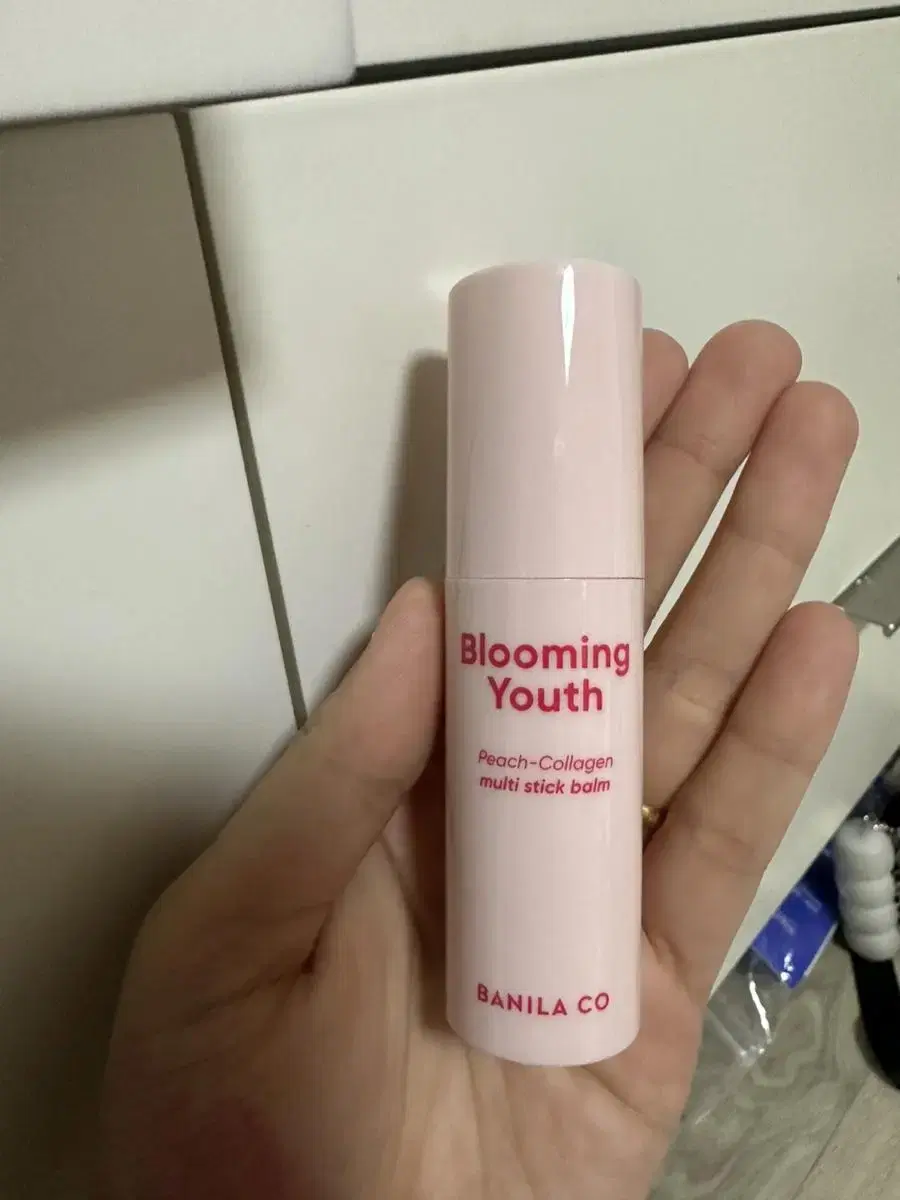 Blooming
Youth
Peach-Collagen
multi stick balm
BANILA CO